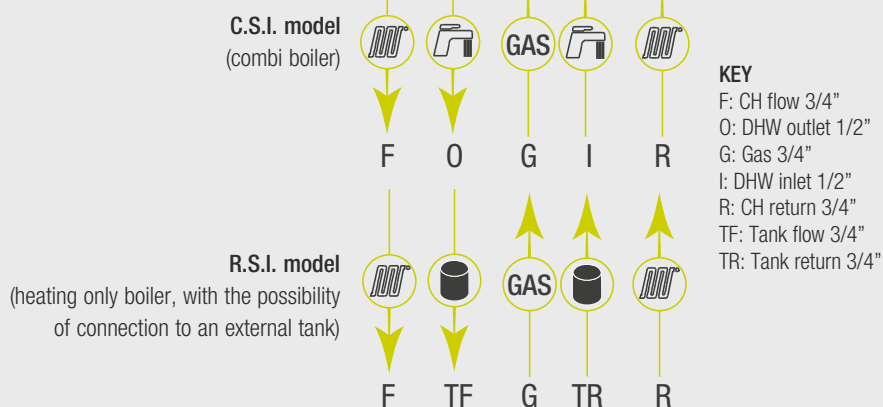 C.S.I. model
(combi boiler)
GAS
F O G I R
R.S.I. model
(heating only boiler, with the possibility
of connection to an external tank)
GAS
F TF G TR R
KEY
F: CH flow 3/4”
O: DHW outlet 1/2”
G: Gas 3/4”
I: DHW inlet 1/2”
R: CH return 3/4”
TF: Tank flow 3/4”
TR: Tank return 3/4”